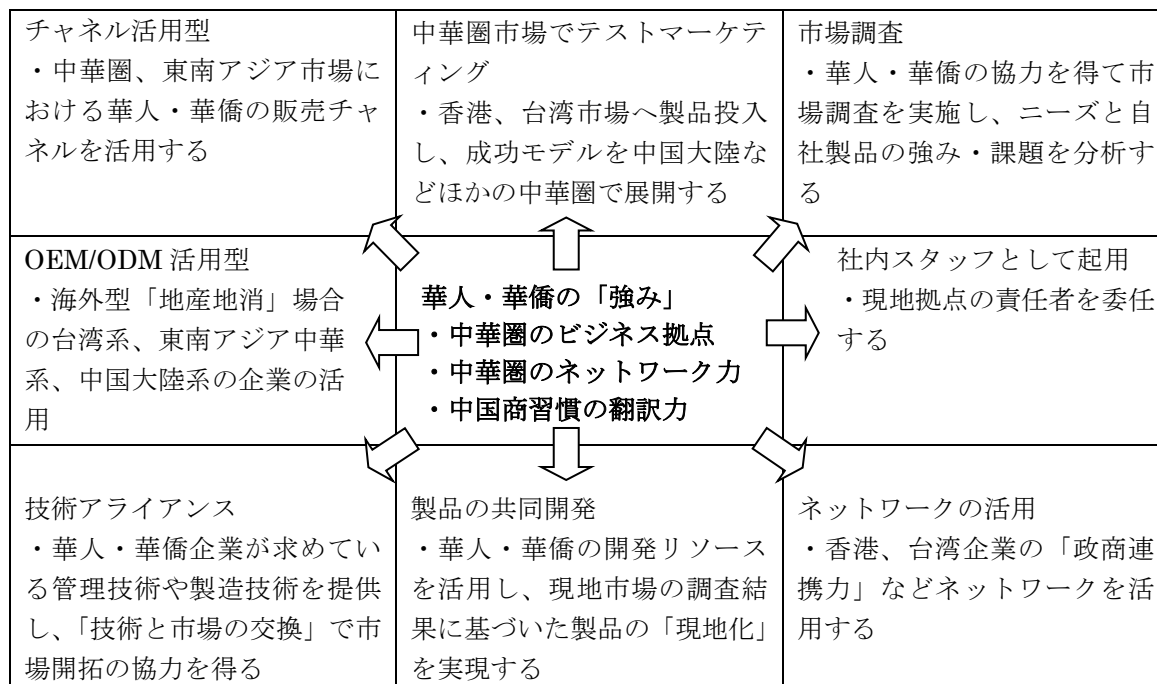 チャネル活用型
・中華圏、東南アジア市場に
おける華人・華僑の販売チャ
ネルを活用する
中華圏市場でテストマーケテ
ィング
・香港、台湾市場へ製品投入
し、成功モデルを中国大陸な
どほかの中華圏で展開する
市場調査
・華人・華僑の協力を得て市
場調査を実施し、ニーズと自
社製品の強み・課題を分析す
る
OEM/ODM 活用型
・海外型「地産地消」場合
の台湾系、東南アジア中華
系、中国大陸系の企業の活
用
華人・華僑の「強み」
・中華圏のビジネス拠点
・中華圏のネットワーク力
・中国商習慣の翻訳力
社内スタッフとして起用
・現地拠点の責任者を委任
する
技術アライアンス
・華人・華僑企業が求めてい
る管理技術や製造技術を提供
し、「技術と市場の交換」で市
場開拓の協力を得る
製品の共同開発
・華人・華僑の開発リソース
を活用し、現地市場の調査結
果に基づいた製品の「現地化」
を実現する
ネットワークの活用
・香港、台湾企業の「政商連
携力」などネットワークを活
用する